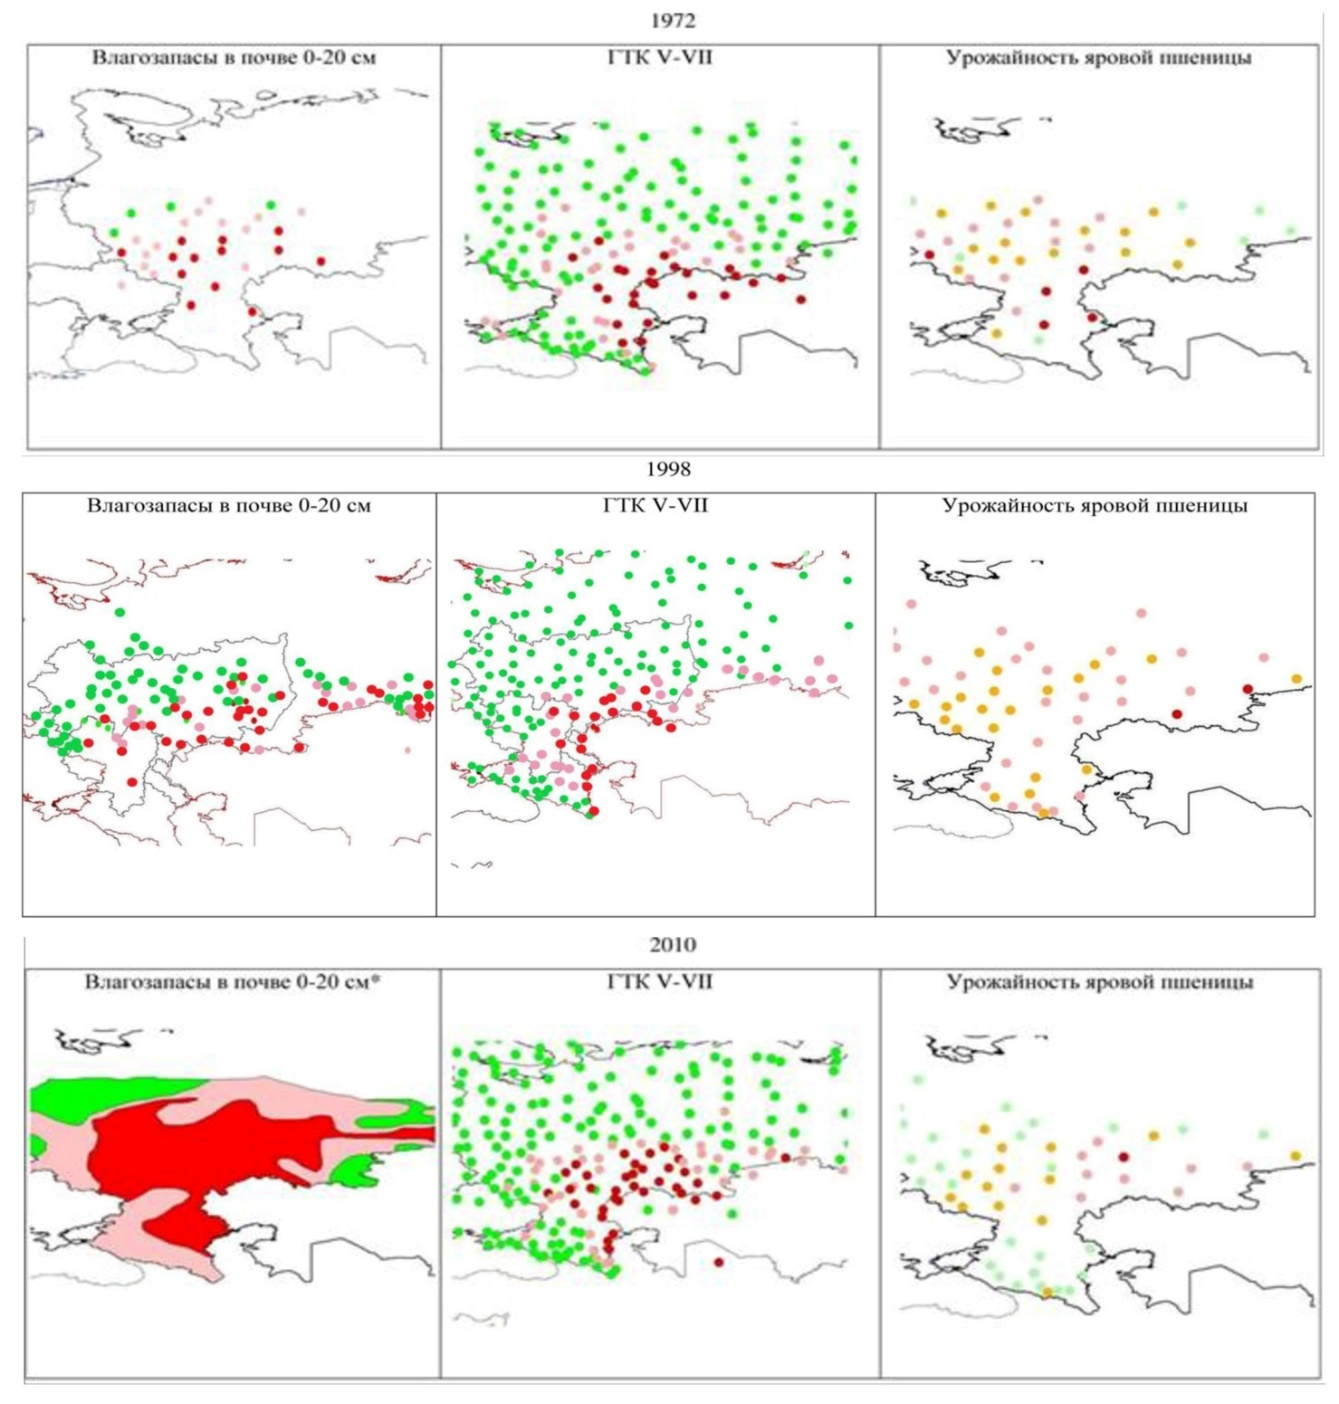 1972
Влагозапасы в почве 0-20 см
ГТК V-VII
Урожайность яровой пшеницы
1998
Влагозапасы в почве 0-20 см
ГТК V-VII
Урожайность яровой пшеницы
2010
Влагозапасы в почве 0-20 см*
ГТК V-VII
Урожайность яровой пшеницы